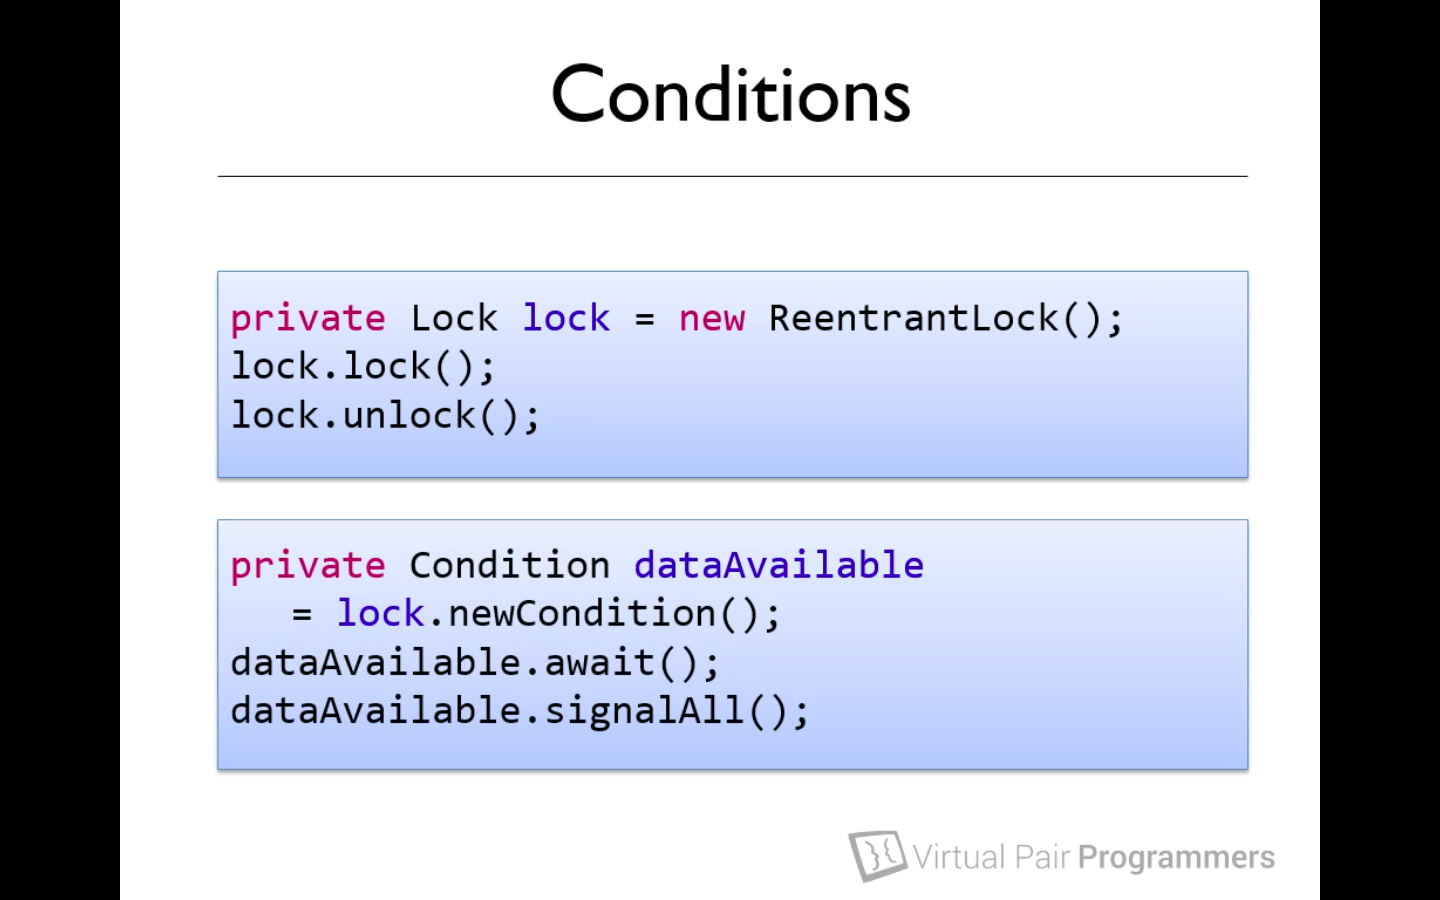 Conditions
private Lock lock = new ReentrantLock();
lock.lock();
lock.unlock();
private Condition dataAvailable
= lock.newCondition();
dataAvailable.await();
dataAvailable.signalAll();
Virtual Pair Programmers